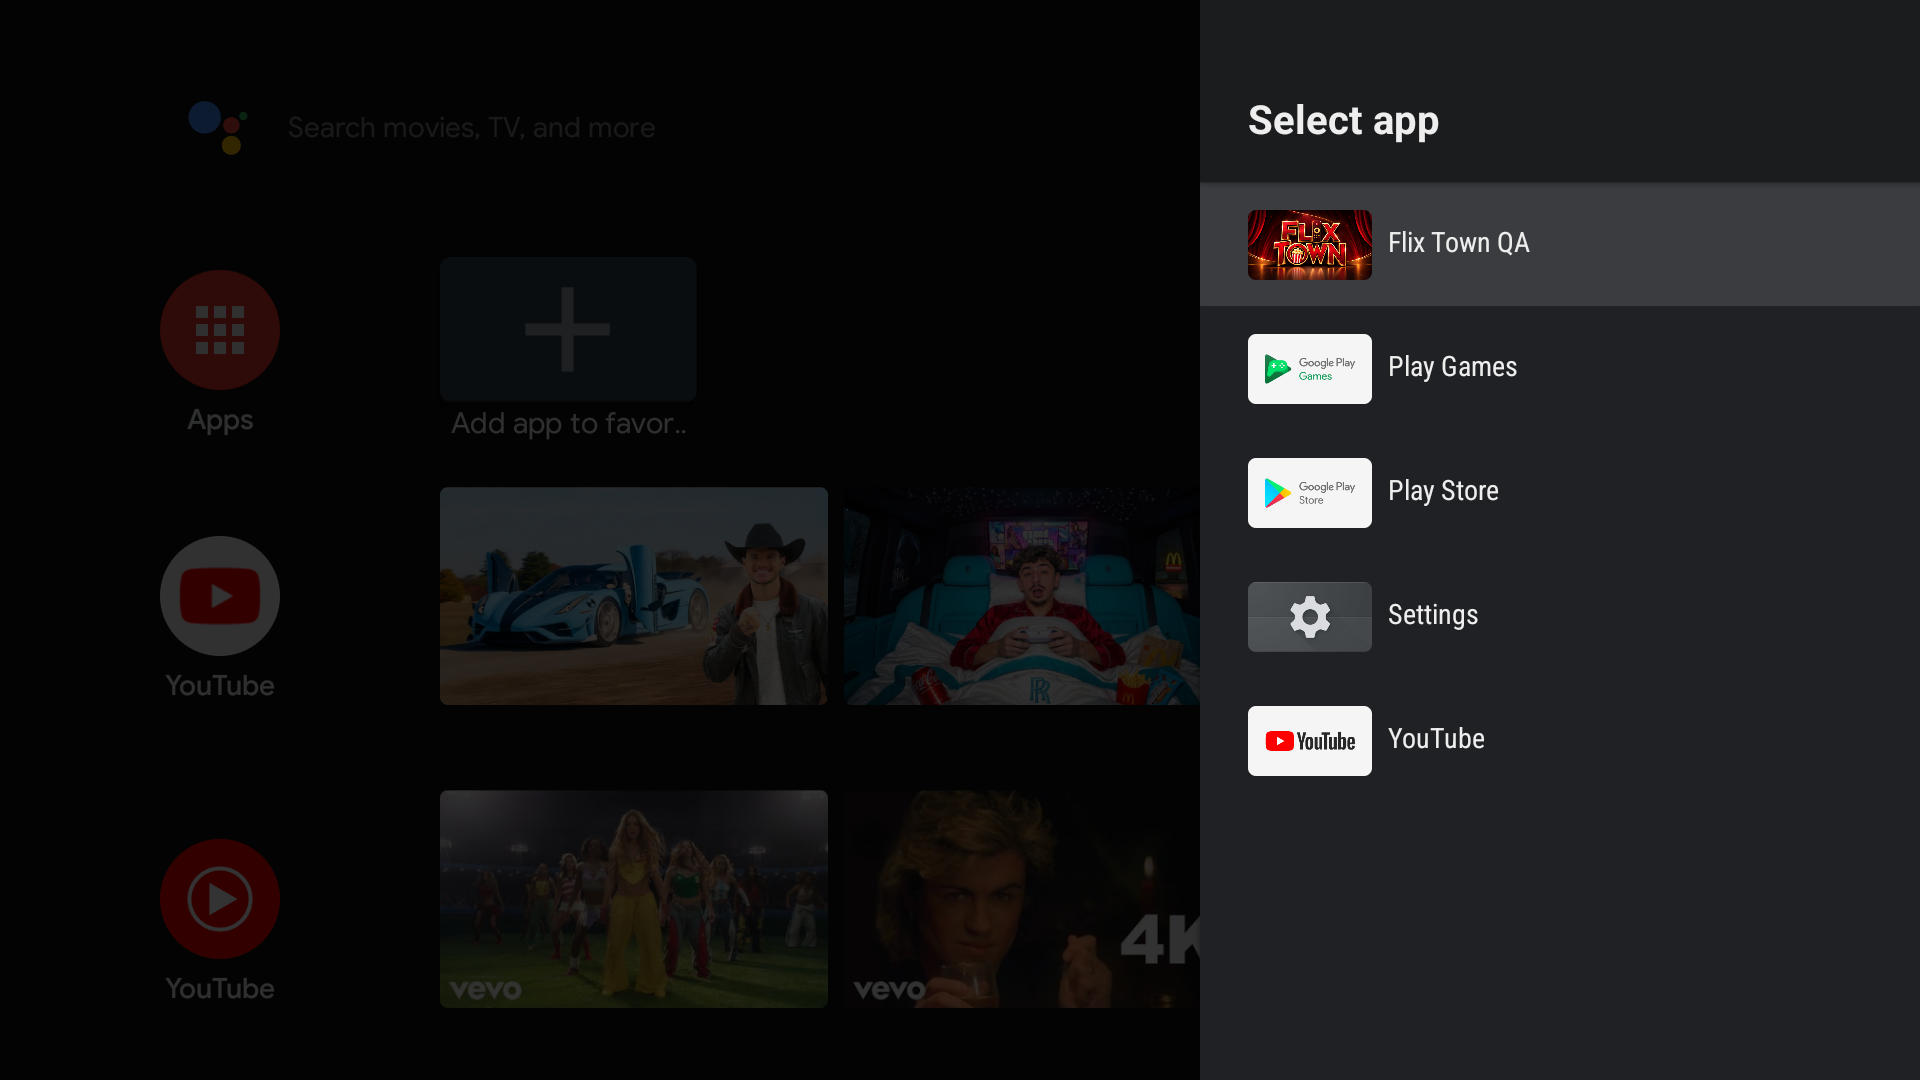 Search movies, TV, and more
Apps
Add app to favor..
YouTube
YouTube
vevo
vevo
4K
Select app
FLIX
TOWN
Flix Town QA
Google Play
Games
Play Games
Google Play
Store
Play Store
Settings
YouTube
YouTube